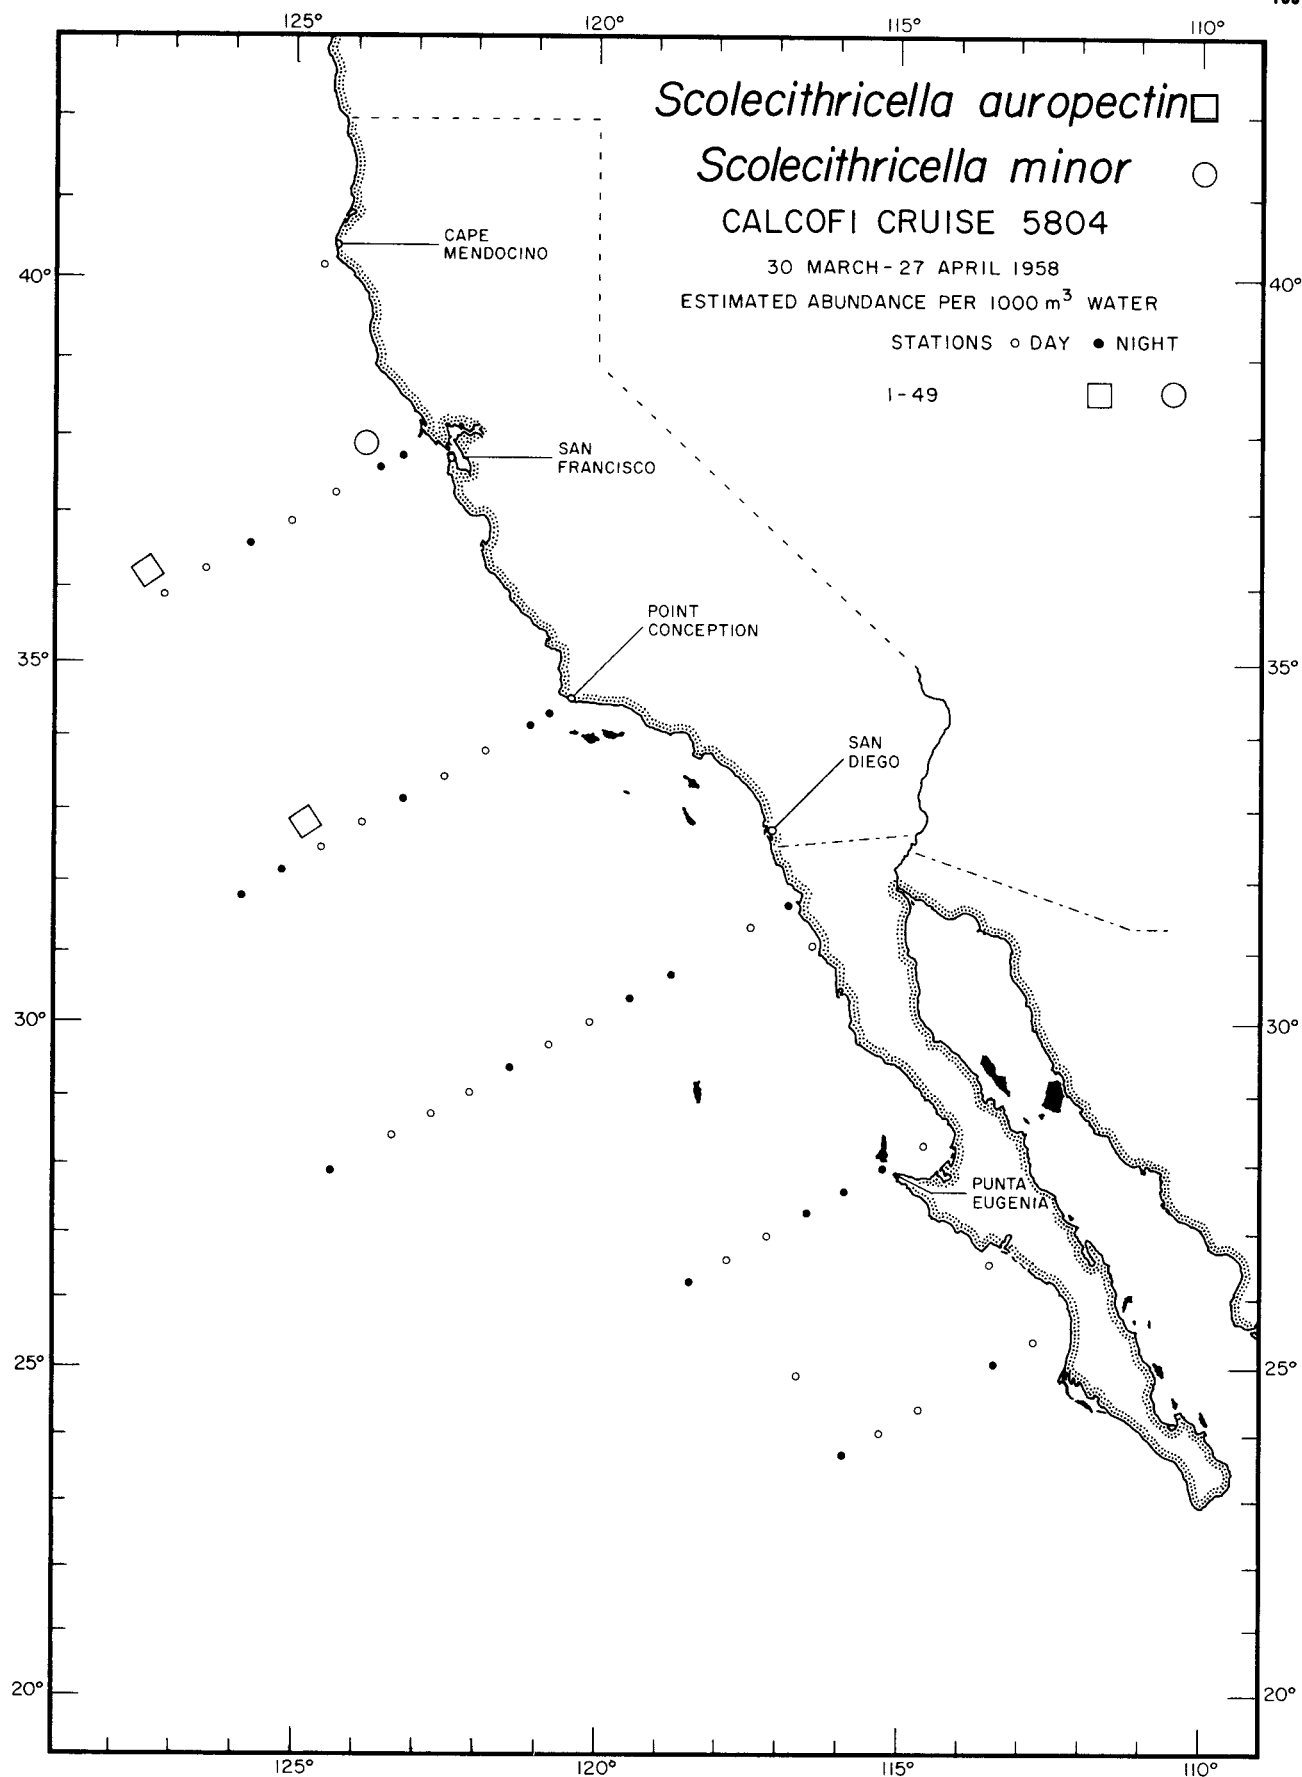 125° 120° 115° 110°
Scolecithricella auropectin
Scolecithricella minor
CALCOFI CRUISE 5804
30 MARCH-27 APRIL 1958
ESTIMATED ABUNDANCE PER 1000 m³ WATER
STATIONS ○ DAY ● NIGHT
1-49
CAPE
MENDOCINO
40° 40°
SAN
FRANCISCO
POINT
CONCEPTION
35° 35°
SAN
DIEGO
30° 30°
PUNTA
EUGENIA
25° 25°
20° 20°
125° 120° 115° 110°